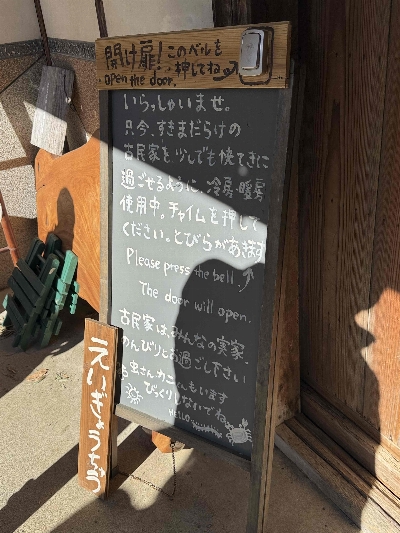 開け扉！このベルを
open the door. 押してね
いらっしゃいませ。
只今、すきまだらけの
古民家を少しでも快てきに
過ごせるように、冷房・暖房
使用中。チャイムを押して
ください。とびらがあきます
Please press the bell.
The door will open.
古民家は、みんなの実家。
のんびりとお過ごし下さい
虫さん、カニくんもいます
びっくりしないでね
HELLO
えいぎょうちゅう